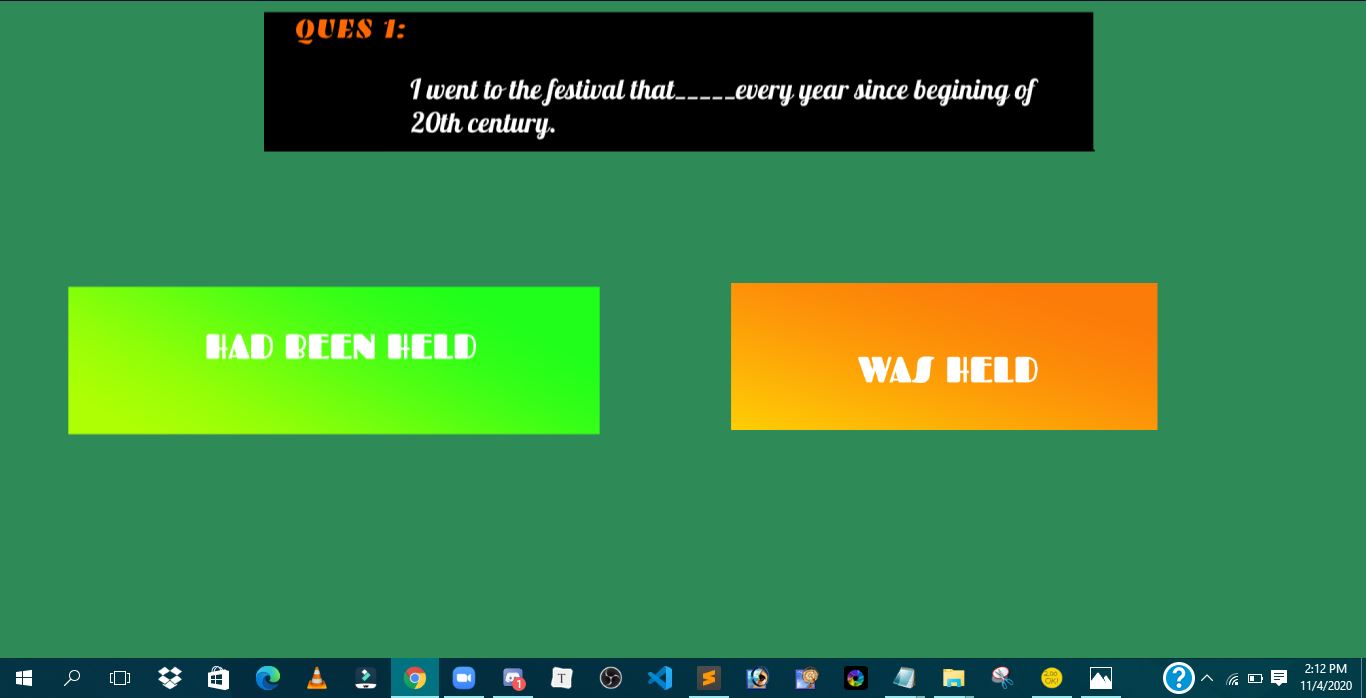 QUES 1:
I went to the festival that_____every year since begining of
20th century.
HAD BEEN HELD
WAS HELD
T
1
2:12 PM
11/4/2020